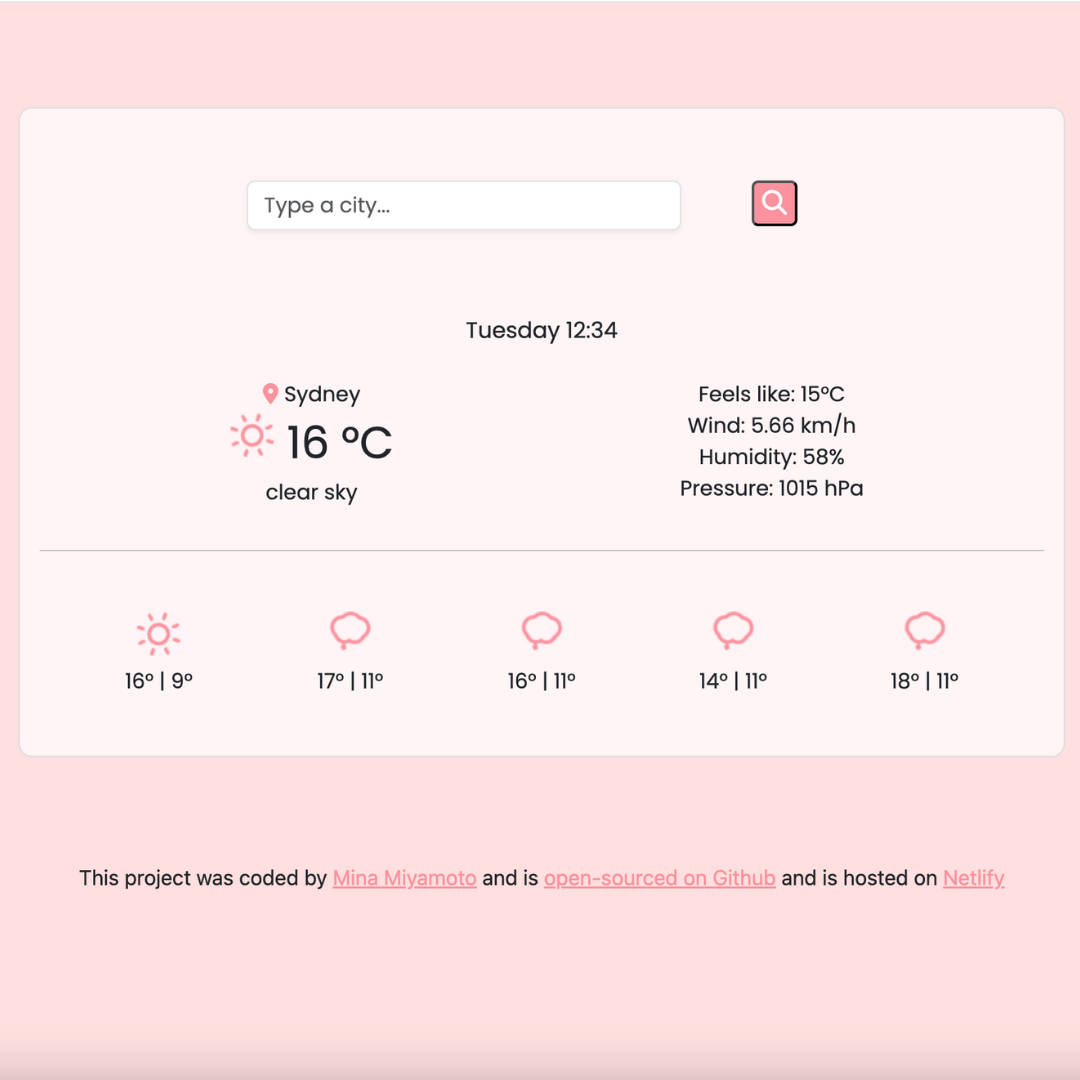 Type a city...
Tuesday 12:34
Sydney
16 ºC
clear sky
Feels like: 15ºC
Wind: 5.66 km/h
Humidity: 58%
Pressure: 1015 hPa
16º | 9º
17º | 11º
16º | 11º
14º | 11º
18º | 11º
This project was coded by Mina Miyamoto and is open-sourced on Github and is hosted on Netlify